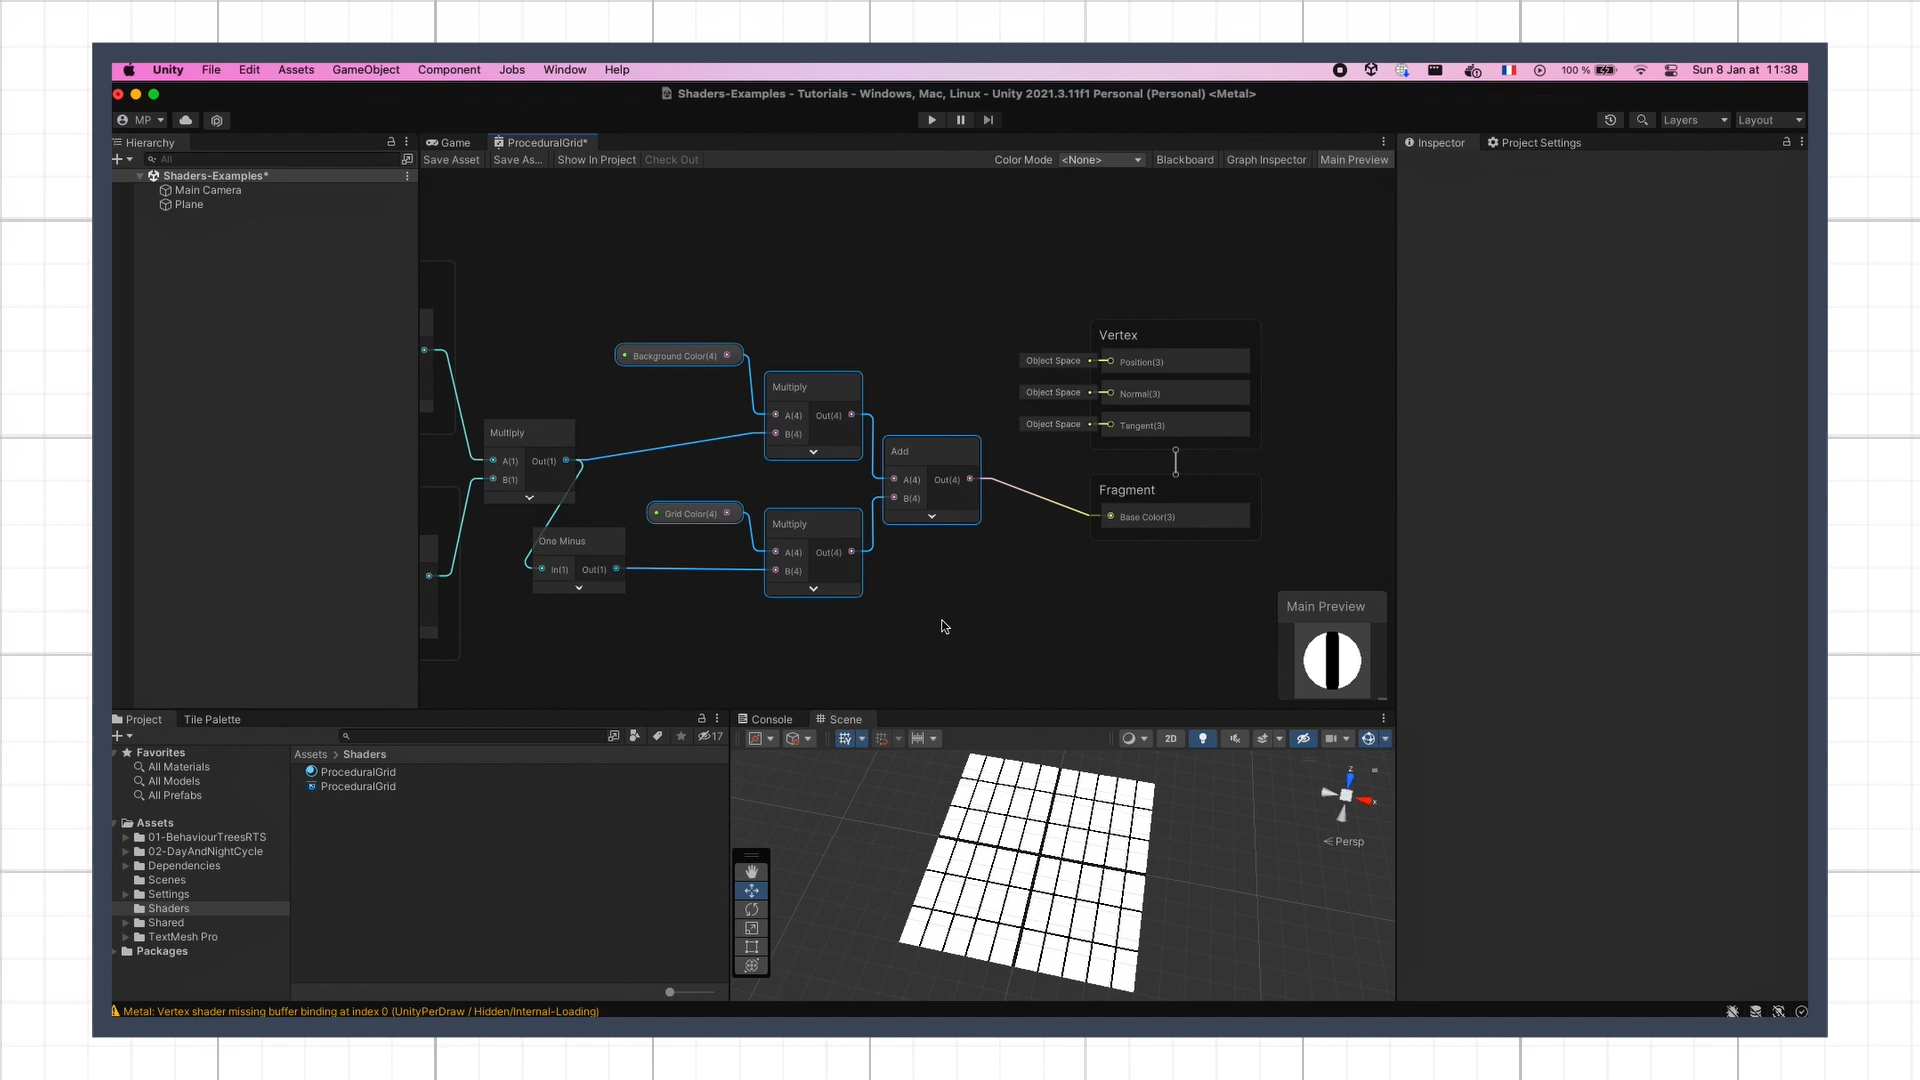 Unity File Edit Assets GameObject Component Jobs Window Help 100 % Sun 8 Jan at 11:38
Shaders-Examples - Tutorials - Windows, Mac, Linux - Unity 2021.3.11f1 Personal (Personal) <Metal>
MP Layers Layout
Hierarchy
All
Shaders-Examples*
Main Camera
Plane
Game ProceduralGrid*
Save Asset Save As... Show In Project Check Out Color Mode <None> Blackboard Graph Inspector Main Preview
Background Color(4)
Multiply
A(4) Out(4)
B(4)
Multiply
A(1) Out(1)
B(1)
Add
A(4) Out(4)
B(4)
Grid Color(4)
Multiply
A(4) Out(4)
B(4)
One Minus
In(1) Out(1)
Vertex
Object Space Position(3)
Object Space Normal(3)
Object Space Tangent(3)
Fragment
Base Color(3)
Main Preview
Inspector Project Settings
Project Tile Palette
17
Favorites
All Materials
All Models
All Prefabs
Assets
01-BehaviourTreesRTS
02-DayAndNightCycle
Dependencies
Scenes
Settings
Shaders
Shared
TextMesh Pro
Packages
Assets > Shaders
ProceduralGrid
ProceduralGrid
Console Scene
2D
z
x
Persp
Metal: Vertex shader missing buffer binding at index 0 (UnityPerDraw / Hidden/Internal-Loading)